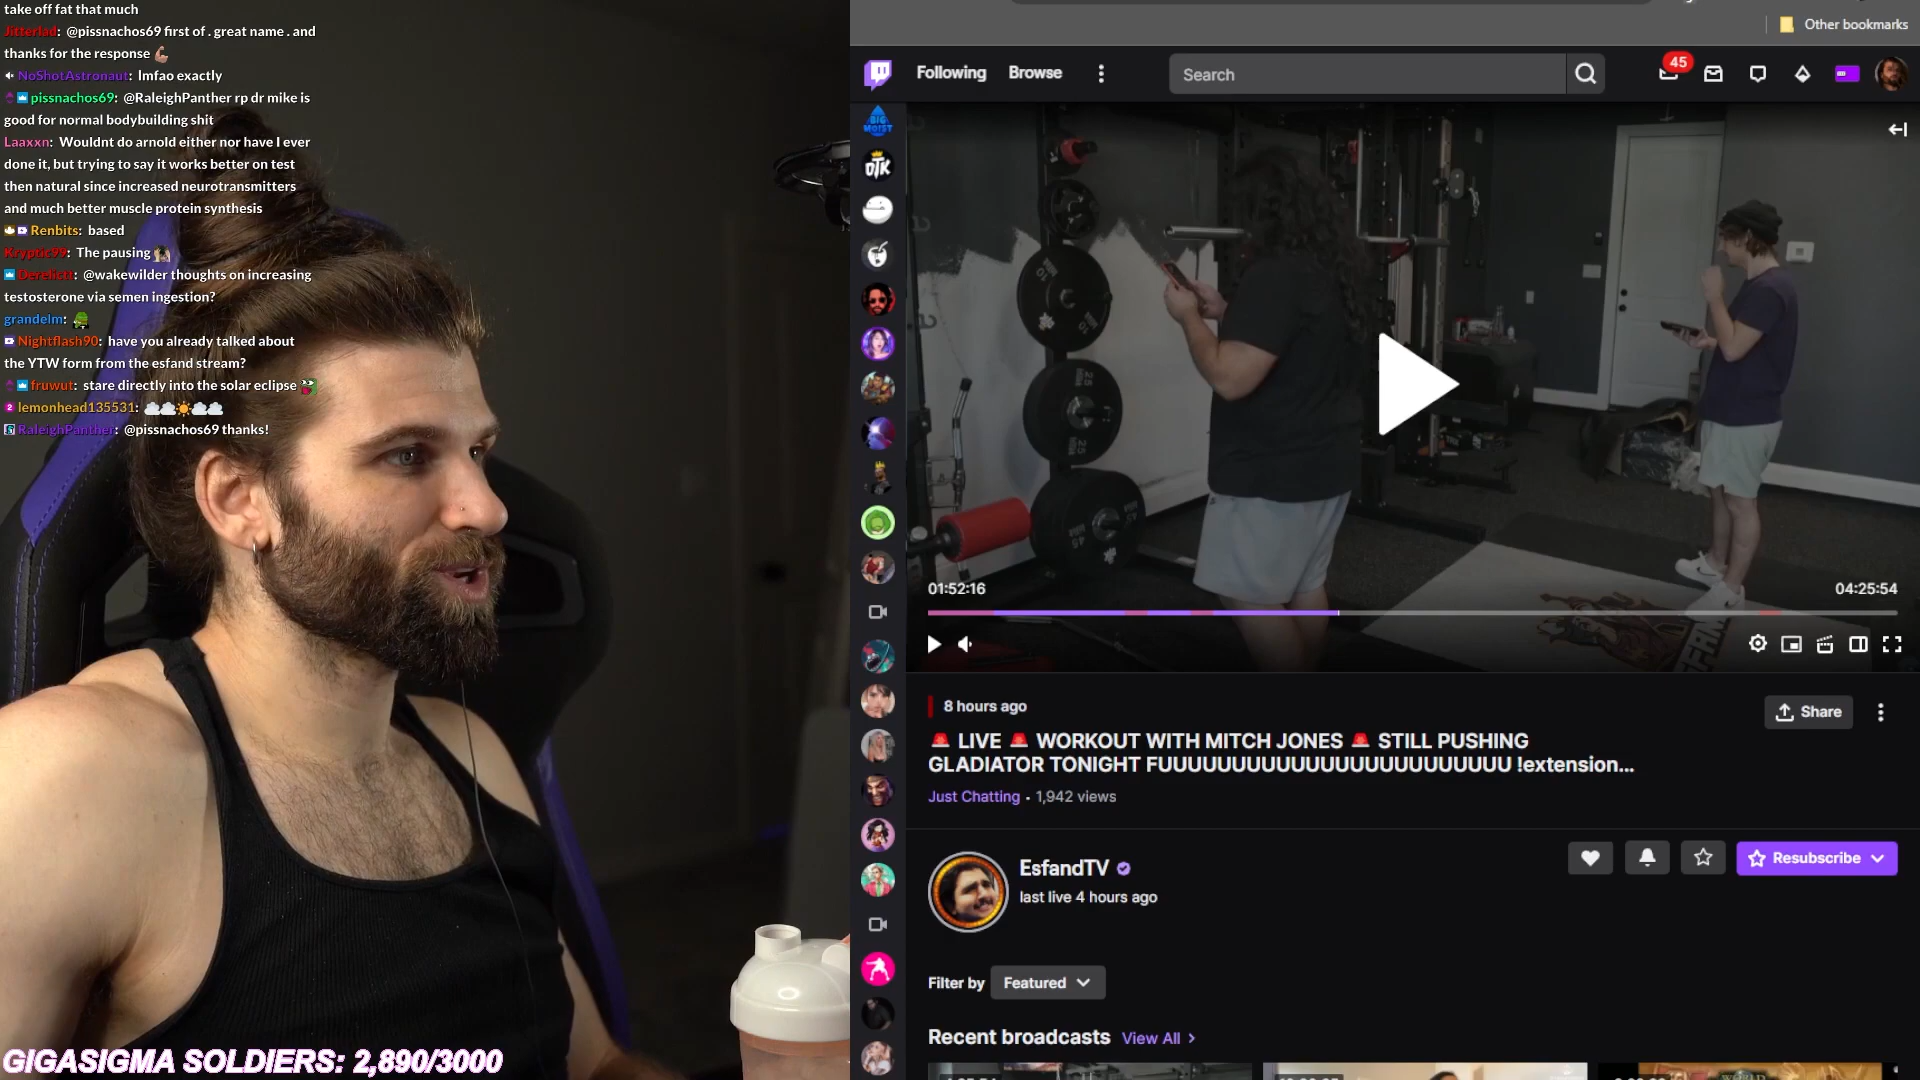 take off fat that much
Jitterlad: @pissnachos69 first of . great name . and
thanks for the response
NoShotAstronaut: lmfao exactly
pissnachos69: @RaleighPanther rp dr mike is
good for normal bodybuilding shit
Laaxxn: Wouldnt do arnold either nor have I ever
done it, but trying to say it works better on test
then natural since increased neurotransmitters
and much better muscle protein synthesis
Renbits: based
Kryptic99: The pausing
Derelictt: @wakewilder thoughts on increasing
testosterone via semen ingestion?
grandelm:
Nightflash90: have you already talked about
the YTW form from the esfand stream?
fruwut: stare directly into the solar eclipse
lemonhead135531:
RaleighPanther: @pissnachos69 thanks!
GIGASIGMA SOLDIERS: 2,890/3000
Other bookmarks
Following Browse
Search
45
BIG MOIST
OTK
01:52:16
04:25:54
8 hours ago
Share
LIVE WORKOUT WITH MITCH JONES STILL PUSHING
GLADIATOR TONIGHT FUUUUUUUUUUUUUUUUUUUUUUUU !extension...
Just Chatting • 1,942 views
EsfandTV
last live 4 hours ago
Resubscribe
Filter by Featured
Recent broadcasts View All